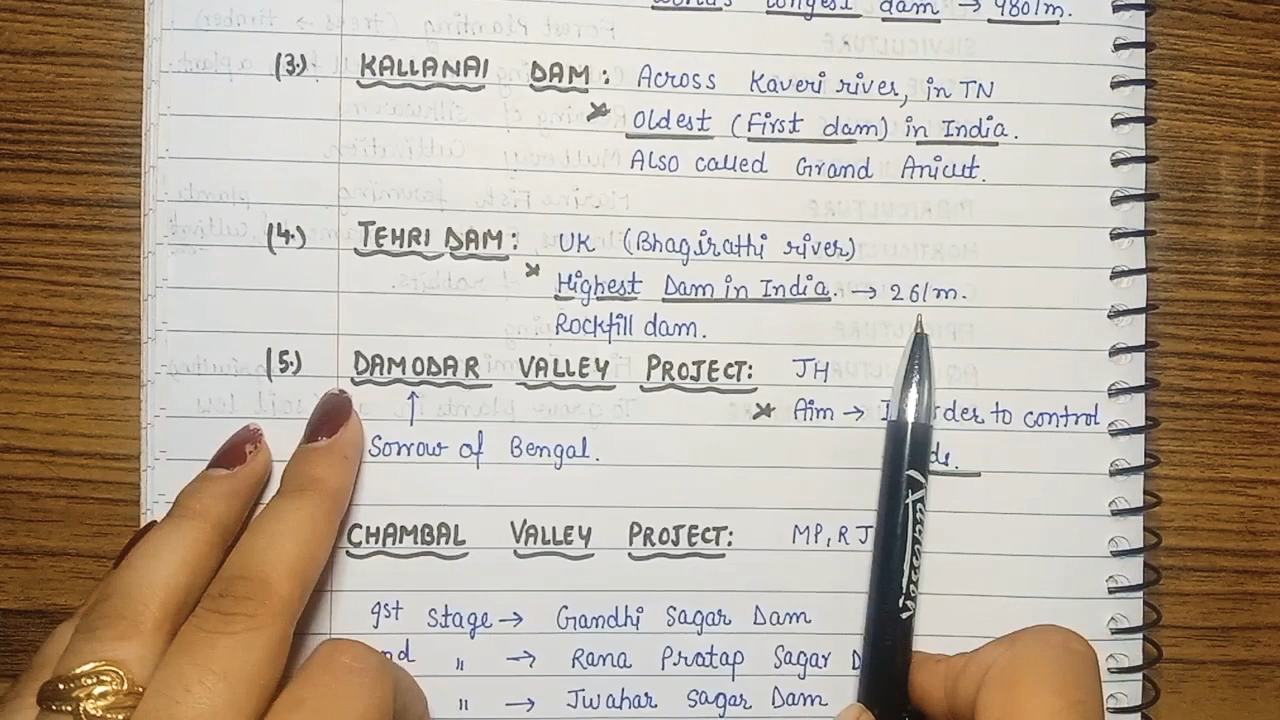 world's longest dam → 4801m.
(3.) KALLANAI DAM: Across Kaveri river, in TN
* Oldest (First dam) in India.
Also called Grand Anicut.
(4.) TEHRI DAM: UK (Bhagirathi river)
* Highest Dam in India. → 261m.
Rockfill dam.
(5.) DAMODAR VALLEY PROJECT: JH
* Aim → der to control
↑ Sorrow of Bengal. ds.
CHAMBAL VALLEY PROJECT: MP, RJ
stage → Gandhi Sagar Dam
nd " → Rana Pratap Sagar D
" → Jwahar Sagar Dam